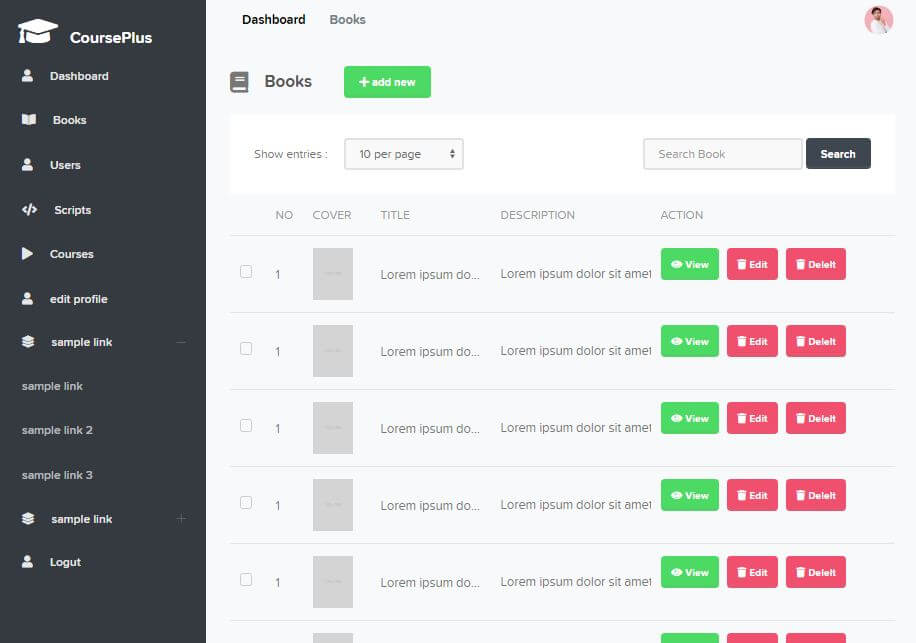 CoursePlus
Dashboard
Books
Users
Scripts
Courses
edit profile
sample link
sample link
sample link 2
sample link 3
sample link
Logut
Dashboard Books
Books
add new
Show entries : 10 per page Search Book Search
NO COVER TITLE DESCRIPTION ACTION
1 Lorem ipsum do... Lorem ipsum dolor sit amet View Edit Delelt
1 Lorem ipsum do... Lorem ipsum dolor sit amet View Edit Delelt
1 Lorem ipsum do... Lorem ipsum dolor sit amet View Edit Delelt
1 Lorem ipsum do... Lorem ipsum dolor sit amet View Edit Delelt
1 Lorem ipsum do... Lorem ipsum dolor sit amet View Edit Delelt